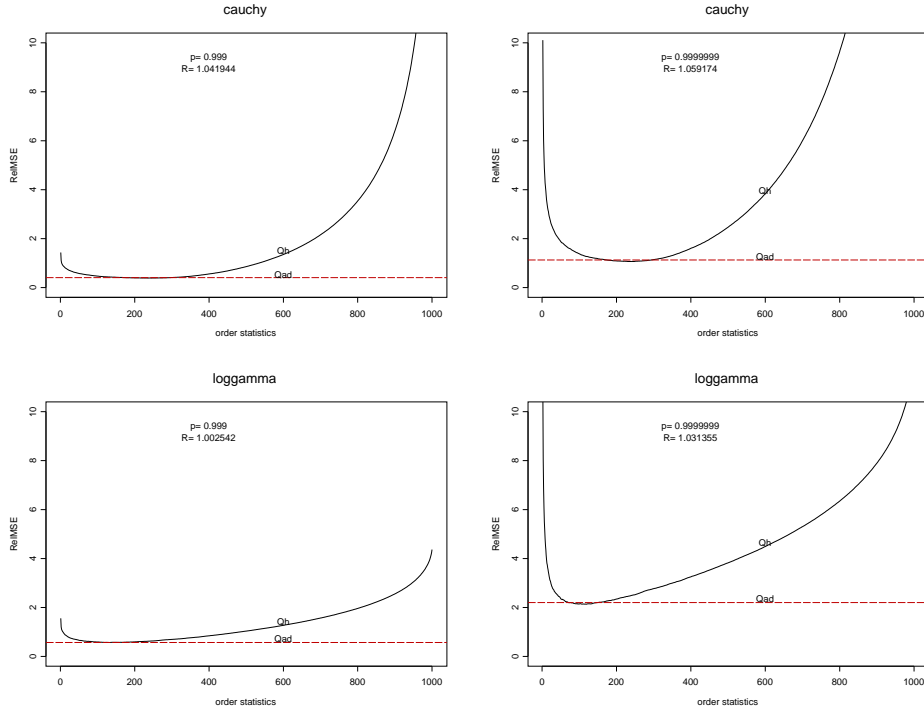 cauchy
p= 0.999
R= 1.041944
Qh
Qad
RelMSE
0 2 4 6 8 10
0 200 400 600 800 1000
order statistics
cauchy
p= 0.9999999
R= 1.059174
Qh
Qad
RelMSE
0 2 4 6 8 10
0 200 400 600 800 1000
order statistics
loggamma
p= 0.999
R= 1.002542
Qh
Qad
RelMSE
0 2 4 6 8 10
0 200 400 600 800 1000
order statistics
loggamma
p= 0.9999999
R= 1.031355
Qh
Qad
RelMSE
0 2 4 6 8 10
0 200 400 600 800 1000
order statistics